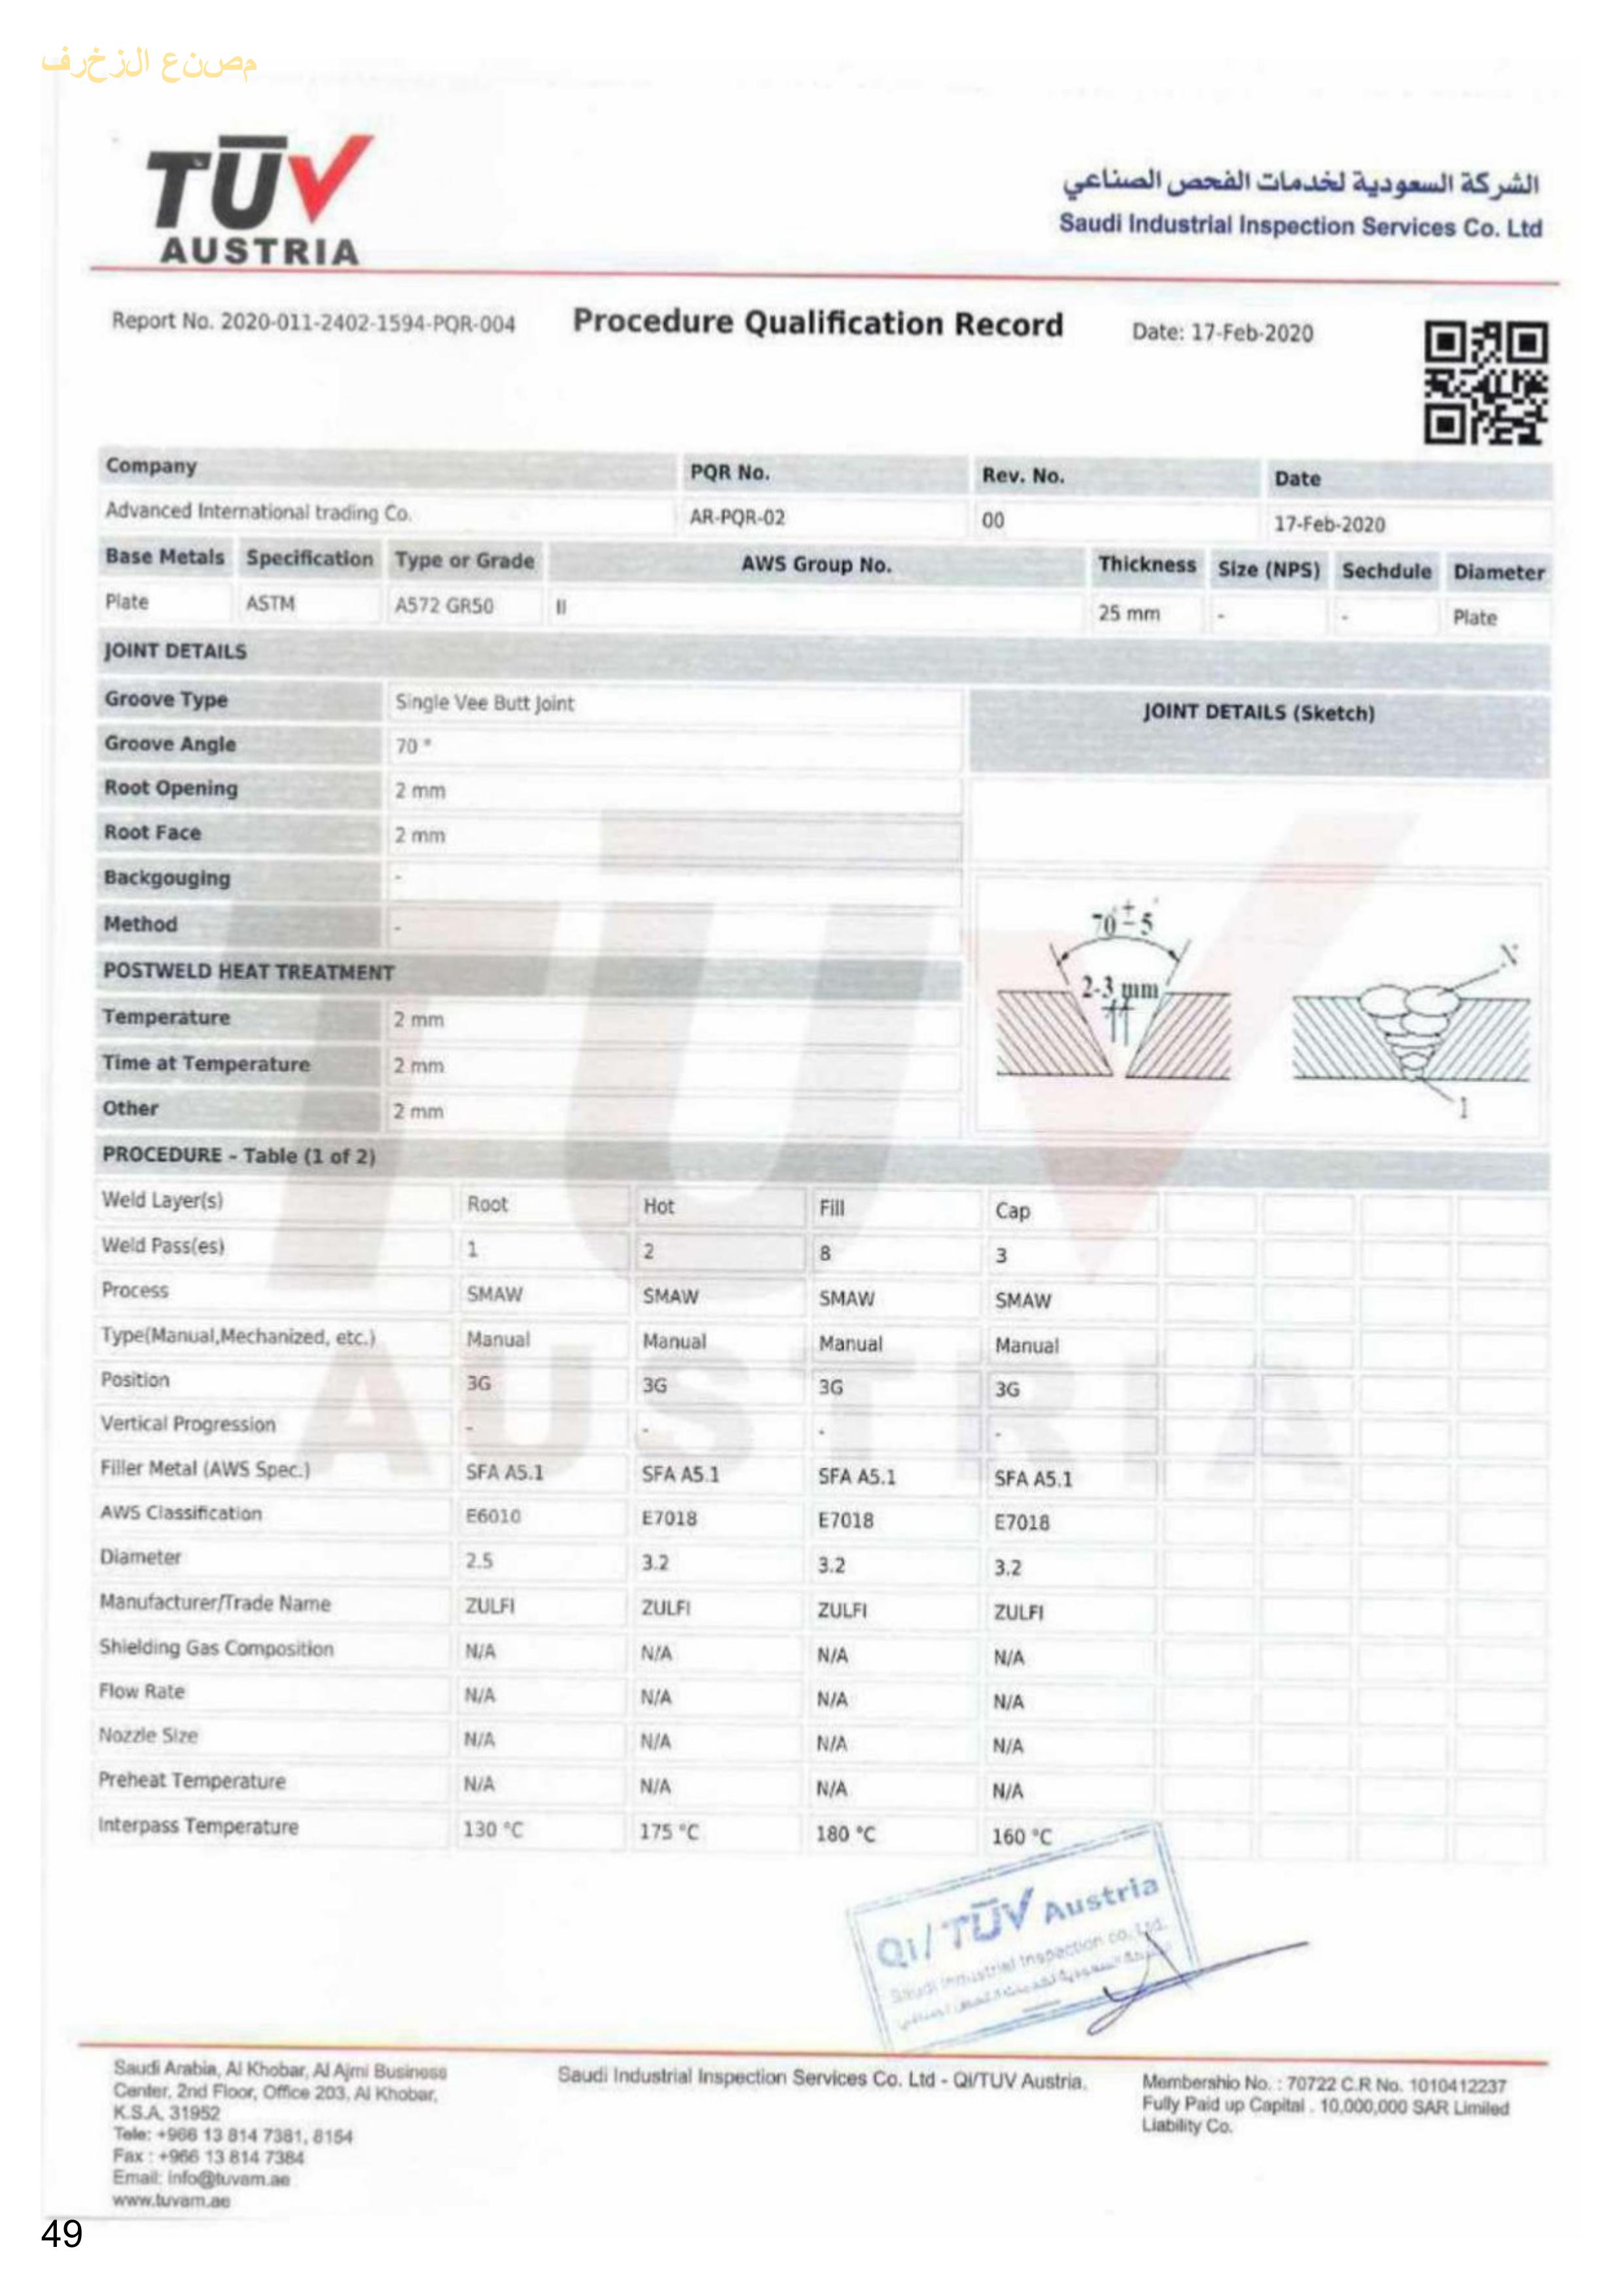 مصنع الزخرف
TÜV
AUSTRIA
الشركة السعودية لخدمات الفحص الصناعي
Saudi Industrial Inspection Services Co. Ltd
Report No. 2020-011-2402-1594-PQR-004
Procedure Qualification Record
Date: 17-Feb-2020
Company PQR No. Rev. No. Date
Advanced International trading Co. AR-PQR-02 00 17-Feb-2020
Base Metals Specification Type or Grade AWS Group No. Thickness Size (NPS) Sechdule Diameter
Plate ASTM A572 GR50 II 25 mm - - Plate
JOINT DETAILS
Groove Type Single Vee Butt Joint
JOINT DETAILS (Sketch)
Groove Angle 70 °
Root Opening 2 mm
Root Face 2 mm
Backgouging -
Method -
70 ± 5
2-3 mm
N
1
POSTWELD HEAT TREATMENT
Temperature 2 mm
Time at Temperature 2 mm
Other 2 mm
PROCEDURE - Table (1 of 2)
Weld Layer(s) Root Hot Fill Cap
Weld Pass(es) 1 2 8 3
Process SMAW SMAW SMAW SMAW
Type(Manual,Mechanized, etc.) Manual Manual Manual Manual
Position 3G 3G 3G 3G
Vertical Progression - - - -
Filler Metal (AWS Spec.) SFA A5.1 SFA A5.1 SFA A5.1 SFA A5.1
AWS Classification E6010 E7018 E7018 E7018
Diameter 2.5 3.2 3.2 3.2
Manufacturer/Trade Name ZULFI ZULFI ZULFI ZULFI
Shielding Gas Composition N/A N/A N/A N/A
Flow Rate N/A N/A N/A N/A
Nozzle Size N/A N/A N/A N/A
Preheat Temperature N/A N/A N/A N/A
Interpass Temperature 130 °C 175 °C 180 °C 160 °C
QI/ TÜV Austria
Saudi Industrial Inspection co. Ltd.
Saudi Arabia, Al Khobar, Al Ajmi Business
Center, 2nd Floor, Office 203, Al Khobar,
K.S.A, 31952
Tele: +966 13 814 7381, 8154
Fax : +966 13 814 7384
Email: info@tuvam.ae
www.tuvam.ae
Saudi Industrial Inspection Services Co. Ltd - QI/TUV Austria.
Membershio No. : 70722 C.R No. 1010412237
Fully Paid up Capital . 10,000,000 SAR Limited
Liability Co.
49